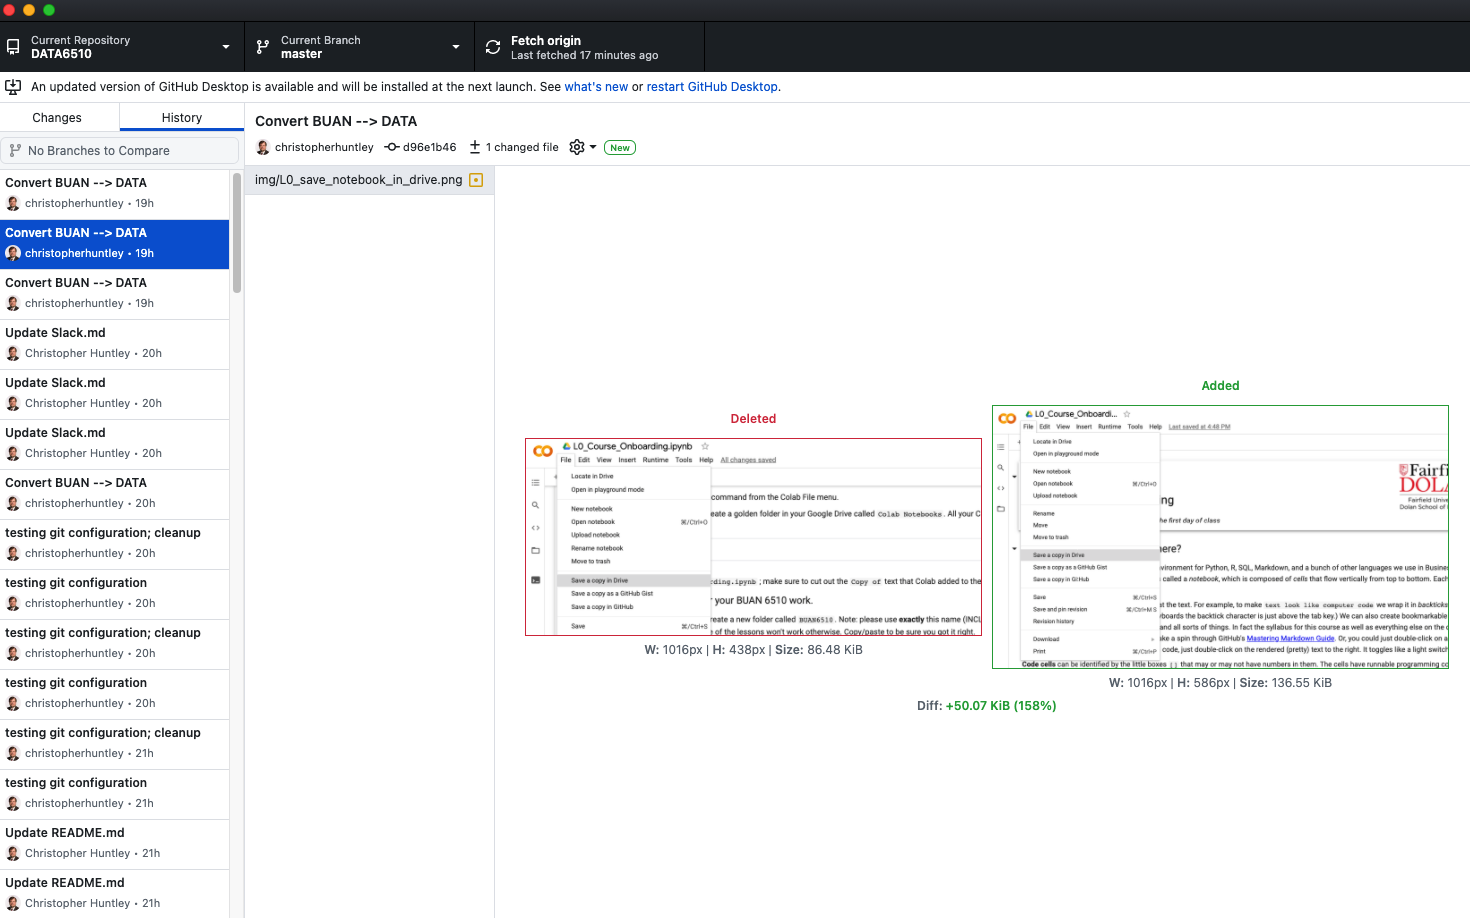 Current Repository
DATA6510
Current Branch
master
Fetch origin
Last fetched 17 minutes ago
An updated version of GitHub Desktop is available and will be installed at the next launch. See what's new or restart GitHub Desktop.
Changes
History
No Branches to Compare
Convert BUAN --> DATA
christopherhuntley • 19h
Convert BUAN --> DATA
christopherhuntley • 19h
Convert BUAN --> DATA
christopherhuntley • 19h
Update Slack.md
Christopher Huntley • 20h
Update Slack.md
Christopher Huntley • 20h
Update Slack.md
Christopher Huntley • 20h
Convert BUAN --> DATA
christopherhuntley • 20h
testing git configuration; cleanup
christopherhuntley • 20h
testing git configuration
christopherhuntley • 20h
testing git configuration; cleanup
christopherhuntley • 20h
testing git configuration
christopherhuntley • 20h
testing git configuration; cleanup
christopherhuntley • 21h
testing git configuration
christopherhuntley • 21h
Update README.md
Christopher Huntley • 21h
Update README.md
Christopher Huntley • 21h
Convert BUAN --> DATA
christopherhuntley d96e1b46 1 changed file New
img/L0_save_notebook_in_drive.png
Deleted
L0_Course_Onboarding.ipynb
File Edit View Insert Runtime Tools Help All changes saved
Locate in Drive
Open in playground mode
New notebook
Open notebook ⌘/Ctrl+O
Upload notebook
Rename notebook
Move to trash
Save a copy in Drive
Save a copy as a GitHub Gist
Save a copy in GitHub
Save ⌘/Ctrl+S
command from the Colab File menu.
eate a golden folder in your Google Drive called Colab Notebooks. All your C
ding.ipynb; make sure to cut out the Copy of text that Colab added to the
your BUAN 6510 work.
reate a new folder called BUAN6510. Note: please use exactly this name (INCL
e of the lessons won't work otherwise. Copy/paste to be sure you got it right.
W: 1016px | H: 438px | Size: 86.48 KiB
Added
L0_Course_Onboardi...
File Edit View Insert Runtime Tools Help Last saved at 4:48 PM
Locate in Drive
Open in playground mode
New notebook
Open notebook ⌘/Ctrl+O
Upload notebook
Rename
Move
Move to trash
Save a copy in Drive
Save a copy as a GitHub Gist
Save a copy in GitHub
Save ⌘/Ctrl+S
Save and pin revision ⌘/Ctrl+M S
Revision history
Download
Print ⌘/Ctrl+P
Fairfi
DOLA
Fairfield Unive
Dolan School of
ng
he first day of class
ere?
vironment for Python, R, SQL, Markdown, and a bunch of other languages we use in Busine
called a notebook, which is composed of cells that flow vertically from top to bottom. Each
t the text. For example, to make text look like computer code we wrap it in backticks
yboards the backtick character is just above the tab key.) We can also create bookmarkable
and all sorts of things. In fact the syllabus for this course as well as everything else on the c
ke a spin through GitHub's Mastering Markdown Guide. Or, you could just double-click on a
code, just double-click on the rendered (pretty) text to the right. It toggles like a light switch
Code cells can be identified by the little boxes [] that may or may not have numbers in them. The cells have runnable programming co
W: 1016px | H: 586px | Size: 136.55 KiB
Diff: +50.07 KiB (158%)